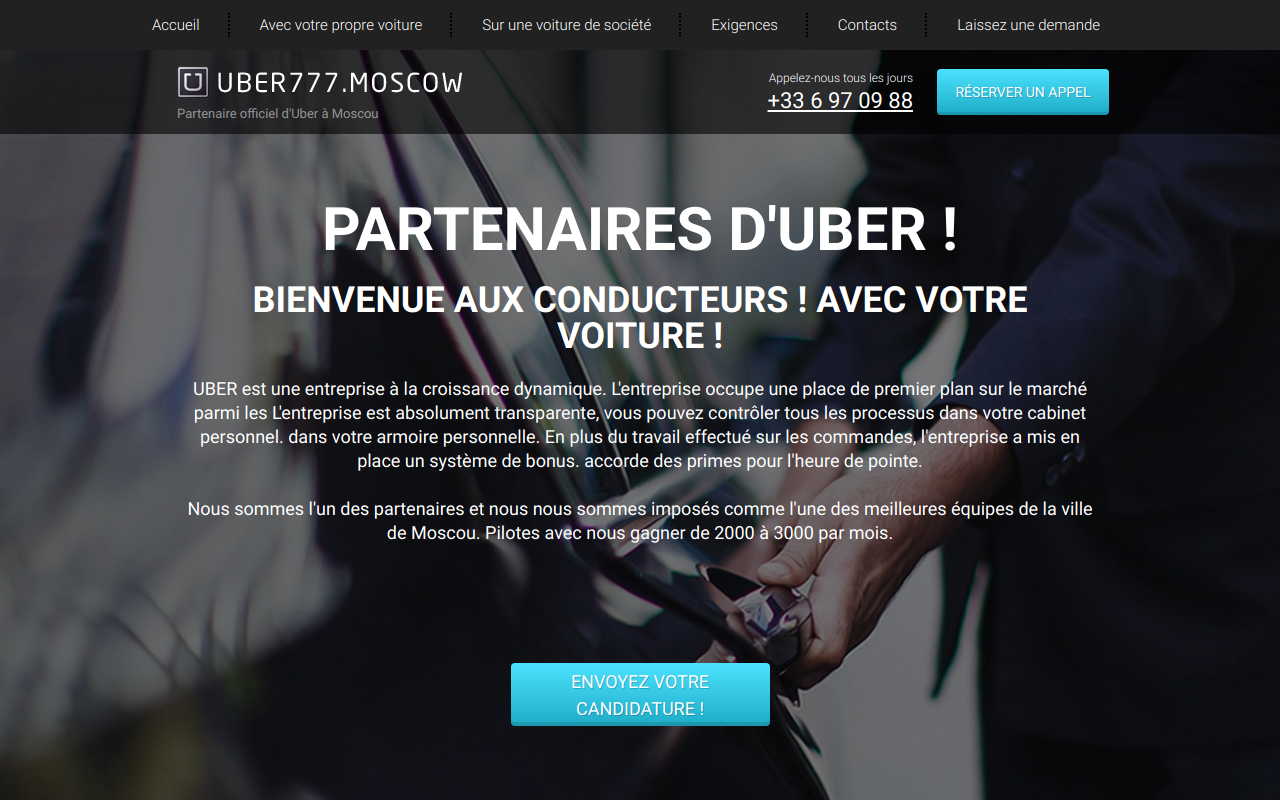 Accueil
Avec votre propre voiture
Sur une voiture de société
Exigences
Contacts
Laissez une demande
UBER777.MOSCOW
Partenaire officiel d'Uber à Moscou
Appelez-nous tous les jours
+33 6 97 09 88
RÉSERVER UN APPEL
PARTENAIRES D'UBER !
BIENVENUE AUX CONDUCTEURS ! AVEC VOTRE
VOITURE !
UBER est une entreprise à la croissance dynamique. L'entreprise occupe une place de premier plan sur le marché
parmi les L'entreprise est absolument transparente, vous pouvez contrôler tous les processus dans votre cabinet
personnel. dans votre armoire personnelle. En plus du travail effectué sur les commandes, l'entreprise a mis en
place un système de bonus. accorde des primes pour l'heure de pointe.
Nous sommes l'un des partenaires et nous nous sommes imposés comme l'une des meilleures équipes de la ville
de Moscou. Pilotes avec nous gagner de 2000 à 3000 par mois.
ENVOYEZ VOTRE
CANDIDATURE !